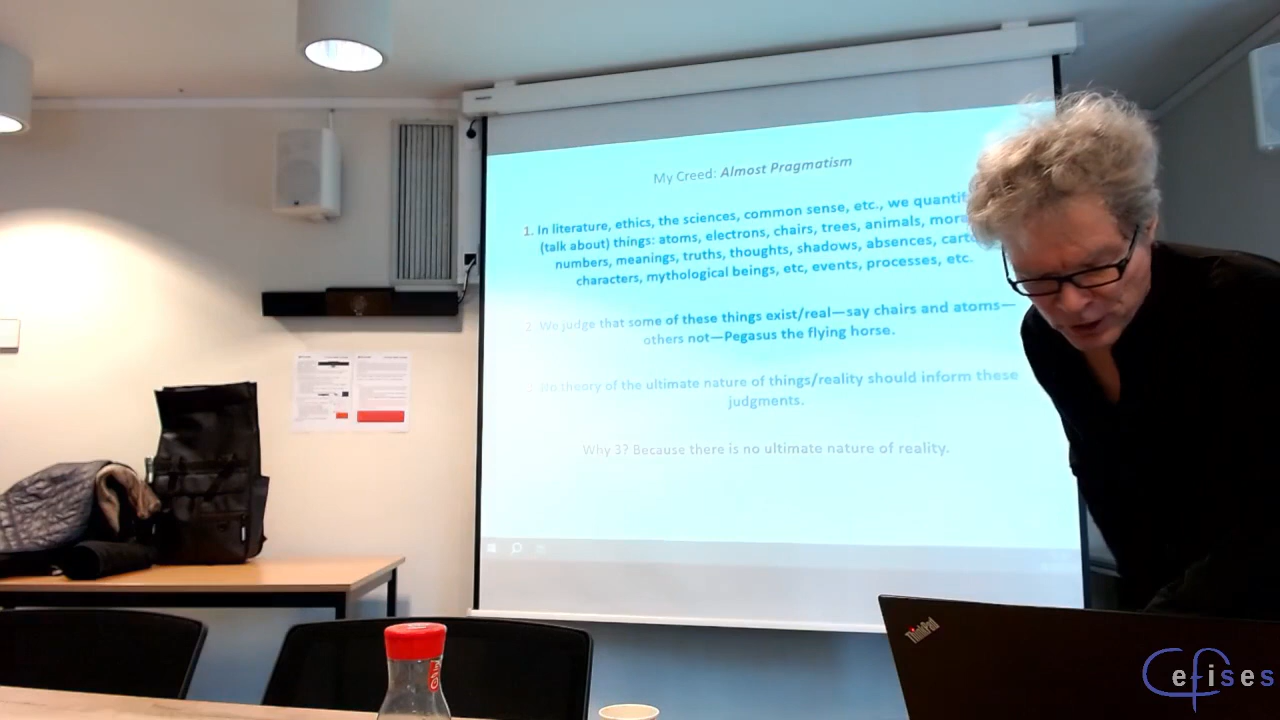 My Creed: Almost Pragmatism
1. In literature, ethics, the sciences, common sense, etc., we quantif
(talk about) things: atoms, electrons, chairs, trees, animals, mora
numbers, meanings, truths, thoughts, shadows, absences, carto
characters, mythological beings, etc, events, processes, etc.
2. We judge that some of these things exist/real—say chairs and atoms—
others not—Pegasus the flying horse.
theory of the ultimate nature of things/reality should inform these
judgments.
Why 3? Because there is no ultimate nature of reality.
ThinkPad
Cefises